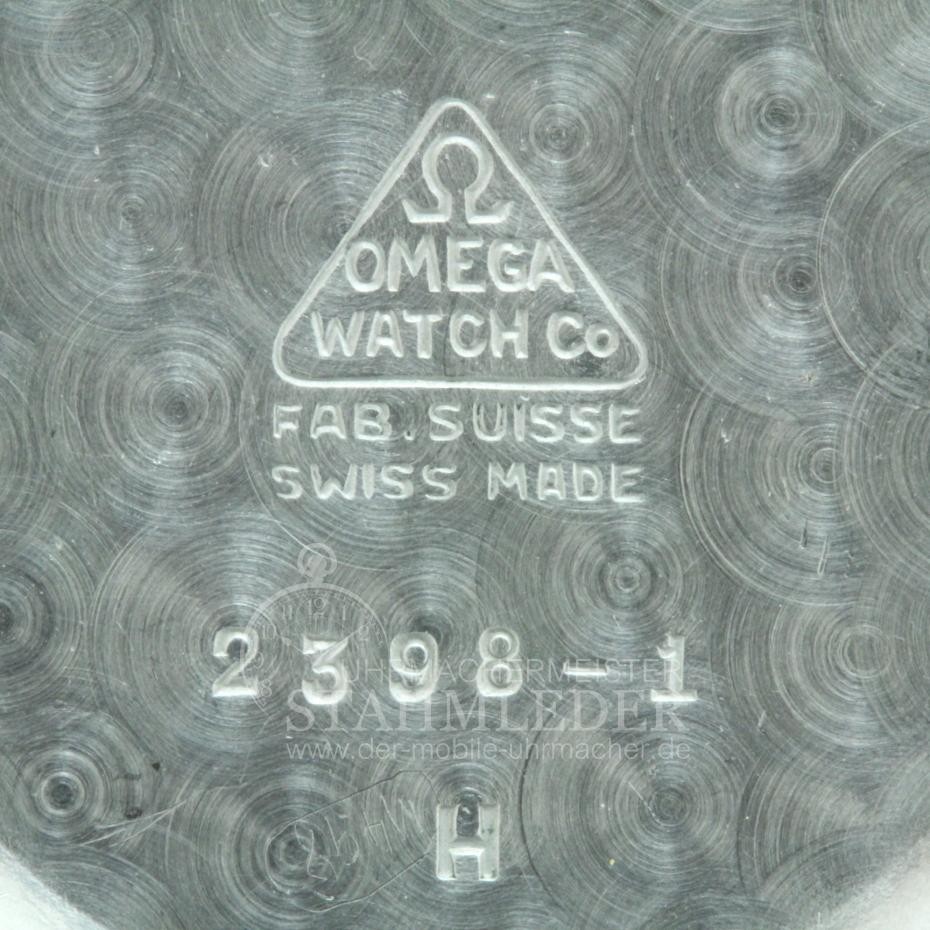 Ω
OMEGA
WATCH Co
FAB. SUISSE
SWISS MADE
2398-1
UHRMACHERMEISTER
STAHMLEDER
www.der-mobile-uhrmacher.de
H